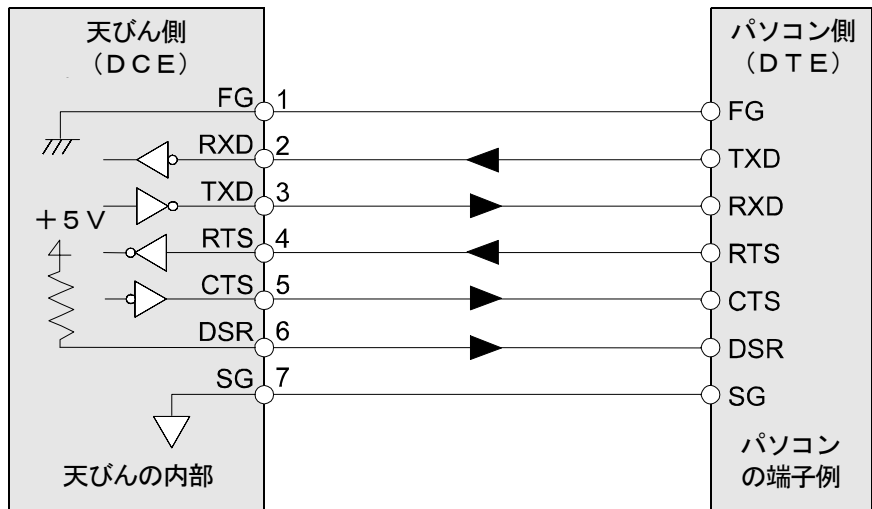 天びん側
（ＤＣＥ）
パソコン側
（ＤＴＥ）
FG 1 FG
RXD 2 TXD
TXD 3 RXD
＋５Ｖ
RTS 4 RTS
CTS 5 CTS
DSR 6 DSR
SG 7 SG
天びんの内部
パソコン
の端子例